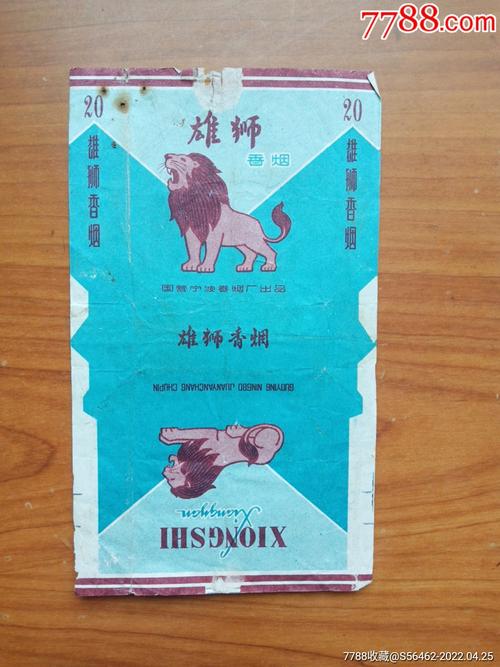 7788.com
20
20
雄狮
香烟
雄狮香烟
雄狮香烟
国营宁波卷烟厂出品
雄狮香烟
GUOYING NINGBO JUANYANCHANG CHUPIN
Xiangyan
XIONGSHI
7788收藏@S56462-2022.04.25